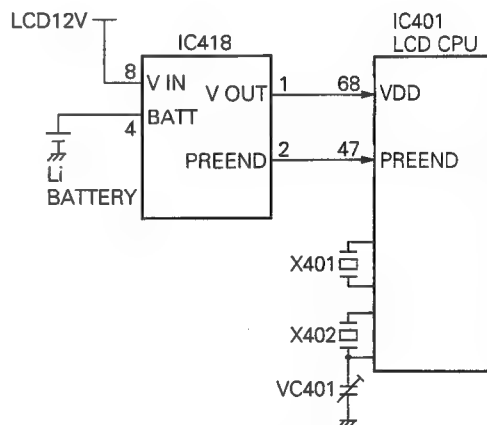 LCD12V
IC418
IC401
LCD CPU
8
V IN
V OUT
1
68
VDD
4
BATT
Li
BATTERY
PREEND
2
47
PREEND
X401
X402
VC401